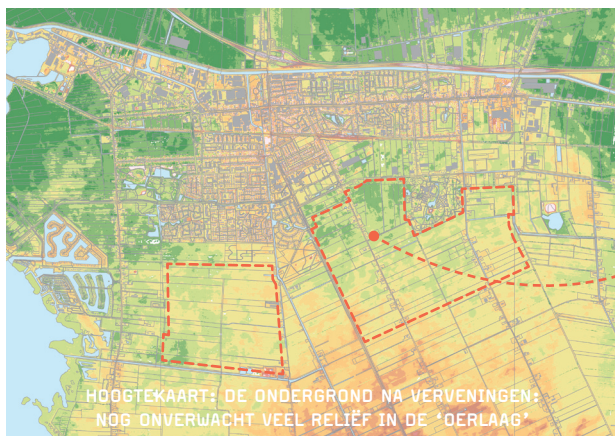 HOOGTEKAART: DE ONDERGROND NA VERVENINGEN:
NOG ONVERWACHT VEEL RELIËF IN DE ‘OERLAAG’